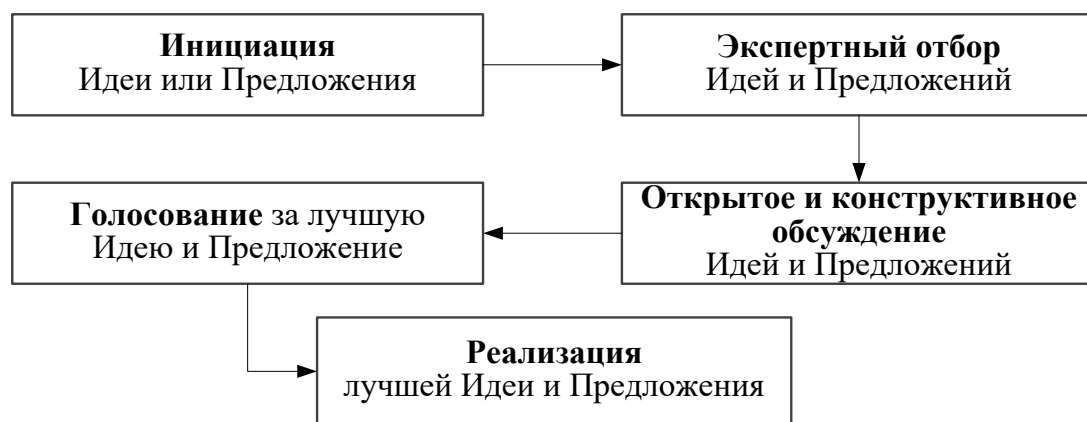 Инициация
Идеи или Предложения
Экспертный отбор
Идей и Предложений
Открытое и конструктивное
обсуждение
Идей и Предложений
Голосование за лучшую
Идею и Предложение
Реализация
лучшей Идеи и Предложения